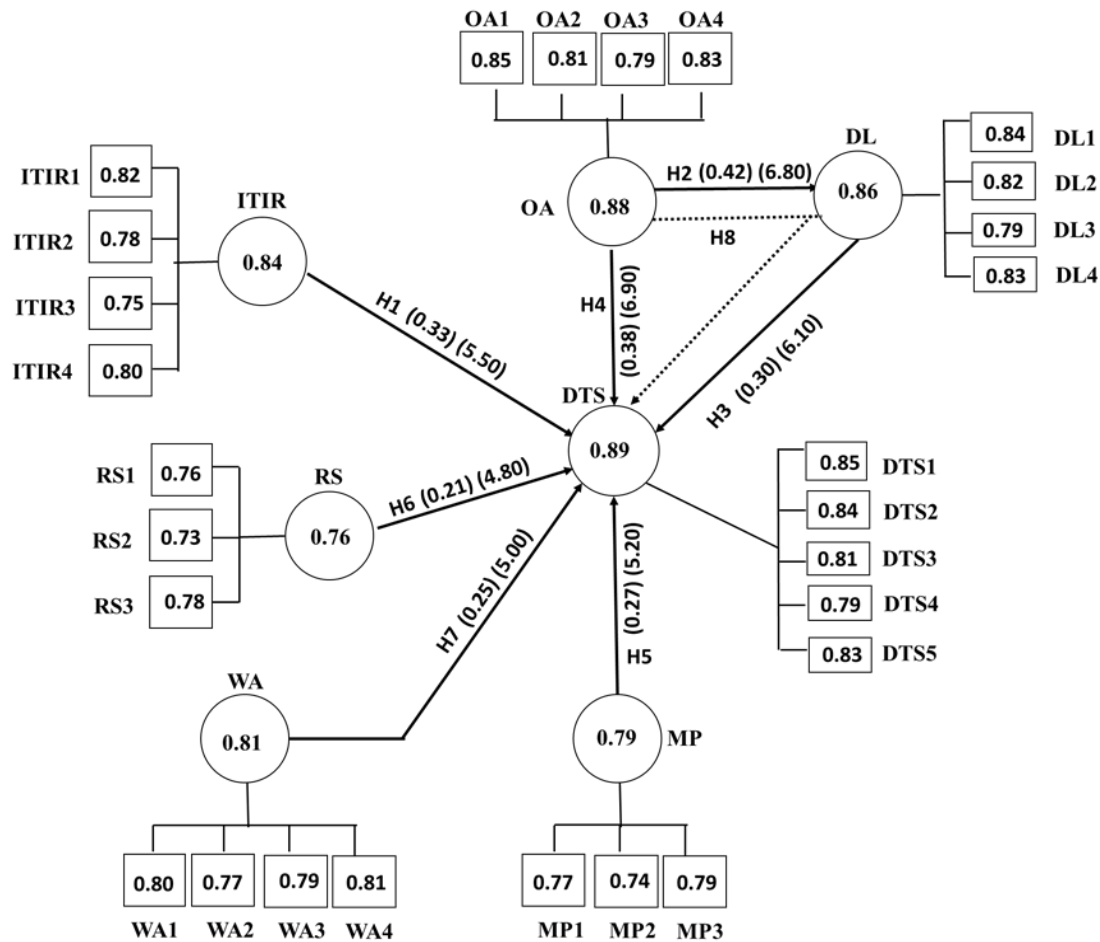 OA1 OA2 OA3 OA4
0.85 0.81 0.79 0.83
DL
0.86
0.84 DL1
0.82 DL2
0.79 DL3
0.83 DL4
H2 (0.42) (6.80)
OA
0.88
H8
ITIR1 0.82
ITIR2 0.78
ITIR3 0.75
ITIR4 0.80
ITIR
0.84
H1 (0.33) (5.50)
H4 (0.38) (6.90)
H3 (0.30) (6.10)
DTS
0.89
RS1 0.76
RS2 0.73
RS3 0.78
RS
0.76
H6 (0.21) (4.80)
0.85 DTS1
0.84 DTS2
0.81 DTS3
0.79 DTS4
0.83 DTS5
H7 (0.25) (5.00)
H5 (0.27) (5.20)
WA
0.81
0.79 MP
0.80 0.77 0.79 0.81
WA1 WA2 WA3 WA4
0.77 0.74 0.79
MP1 MP2 MP3